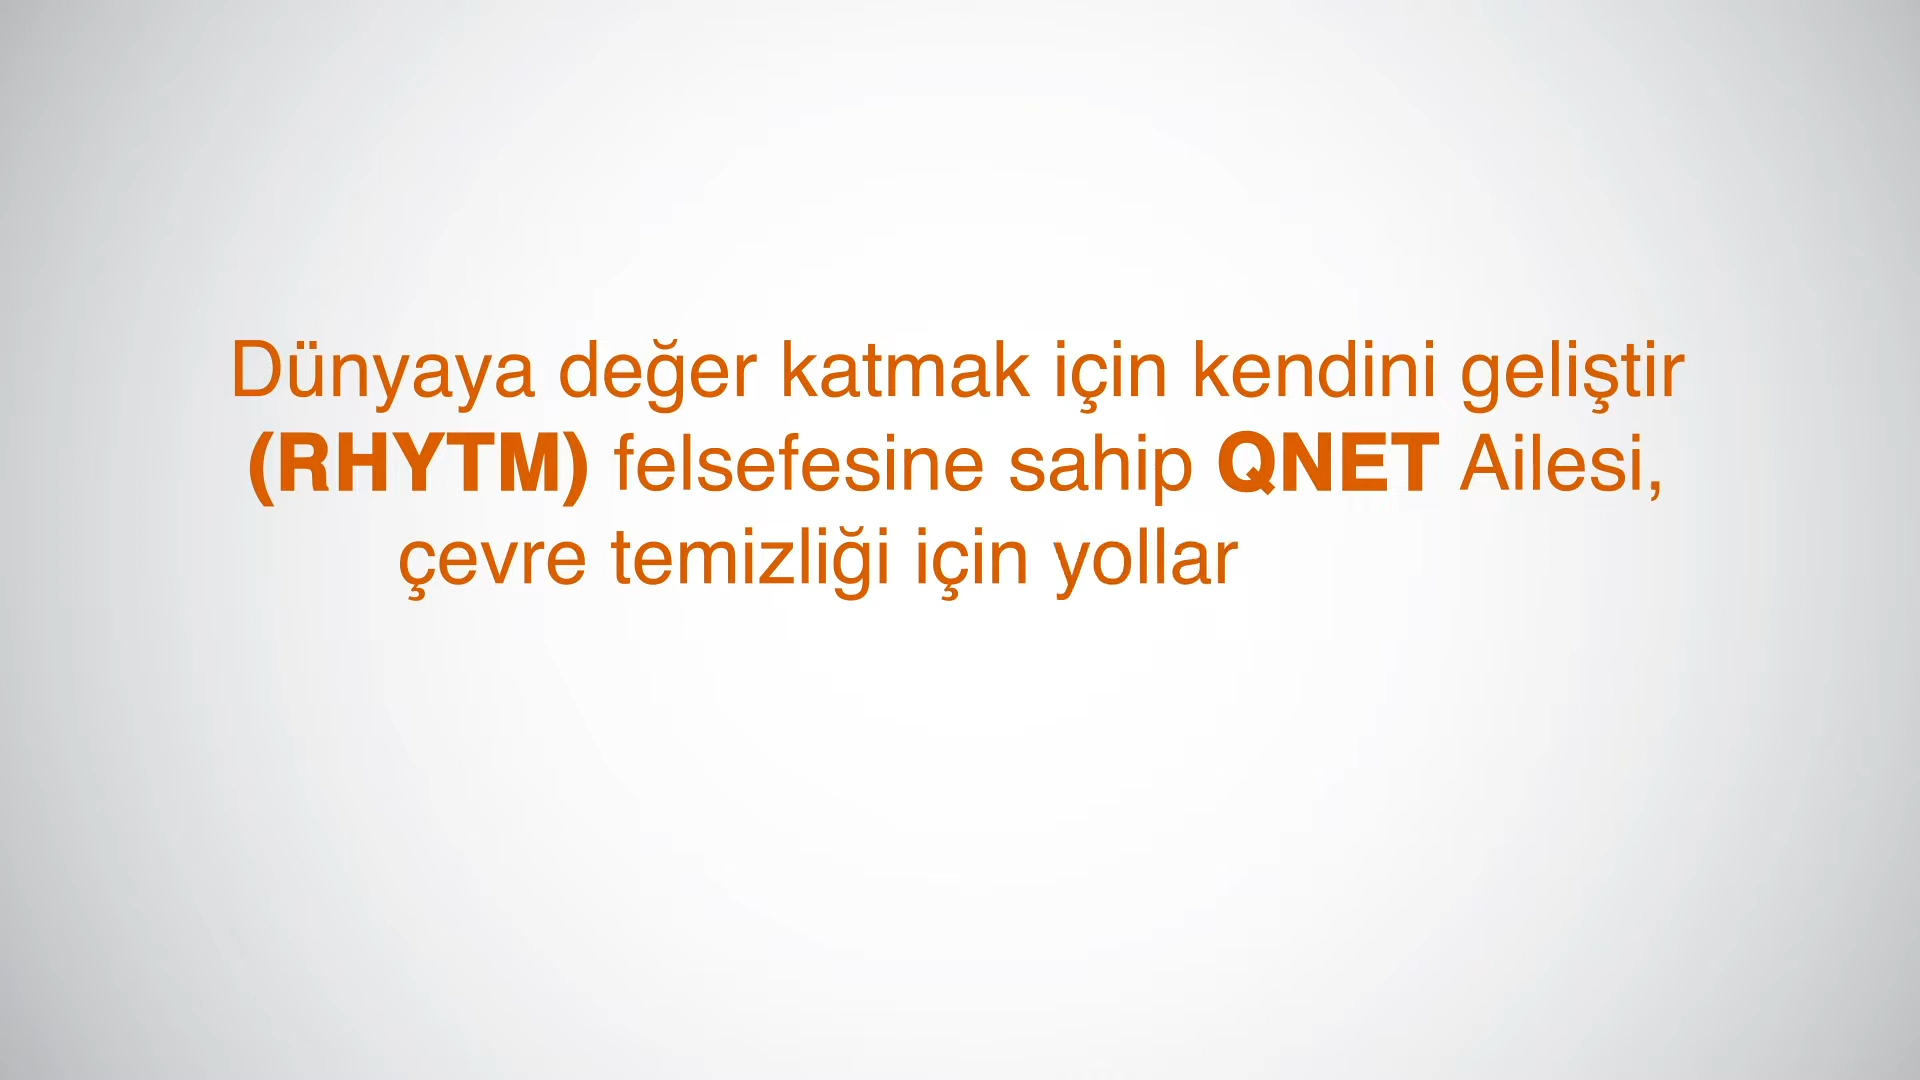 Dünyaya değer katmak için kendini geliştir
(RHYTM) felsefesine sahip QNET Ailesi,
çevre temizliği için yollar